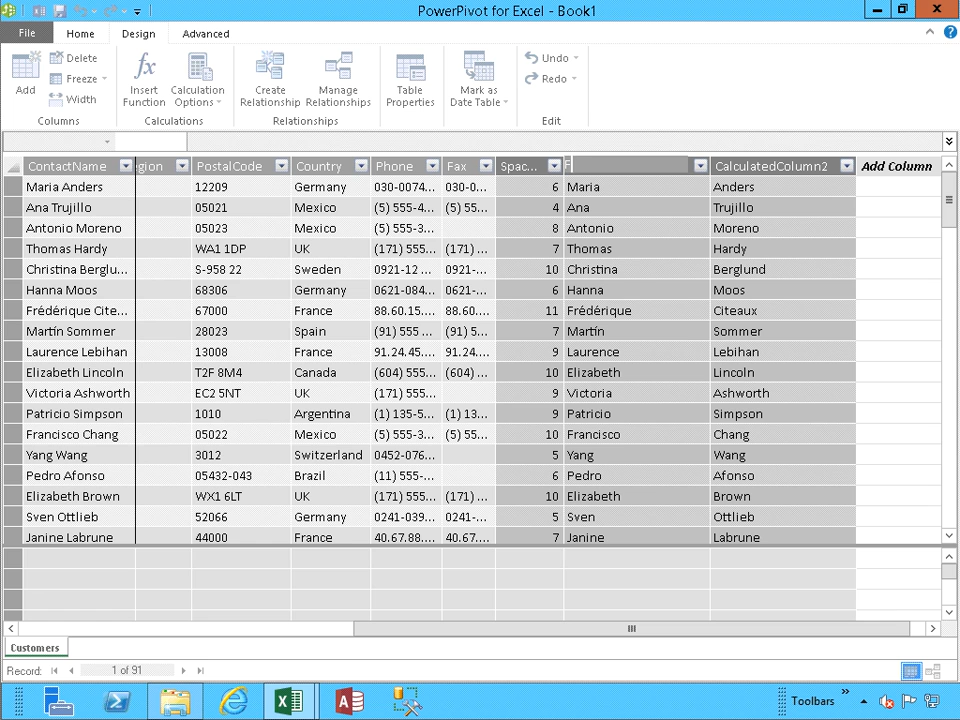 PowerPivot for Excel - Book1
File Home Design Advanced
Add Delete Freeze Width
Insert Function Calculation Options
Create Relationship Manage Relationships
Table Properties
Mark as Date Table
Undo Redo
Columns Calculations Relationships Edit
ContactName gion PostalCode Country Phone Fax Spac... F CalculatedColumn2 Add Column
Maria Anders 12209 Germany 030-0074... 030-0... 6 Maria Anders
Ana Trujillo 05021 Mexico (5) 555-4... (5) 55... 4 Ana Trujillo
Antonio Moreno 05023 Mexico (5) 555-3... 8 Antonio Moreno
Thomas Hardy WA1 1DP UK (171) 555... (171) ... 7 Thomas Hardy
Christina Berglu... S-958 22 Sweden 0921-12 ... 0921-... 10 Christina Berglund
Hanna Moos 68306 Germany 0621-084... 0621-... 6 Hanna Moos
Frédérique Cite... 67000 France 88.60.15.... 88.60.... 11 Frédérique Citeaux
Martín Sommer 28023 Spain (91) 555 ... (91) 5... 7 Martín Sommer
Laurence Lebihan 13008 France 91.24.45.... 91.24.... 9 Laurence Lebihan
Elizabeth Lincoln T2F 8M4 Canada (604) 555... (604) ... 10 Elizabeth Lincoln
Victoria Ashworth EC2 5NT UK (171) 555... 9 Victoria Ashworth
Patricio Simpson 1010 Argentina (1) 135-5... (1) 13... 9 Patricio Simpson
Francisco Chang 05022 Mexico (5) 555-3... (5) 55... 10 Francisco Chang
Yang Wang 3012 Switzerland 0452-076... 5 Yang Wang
Pedro Afonso 05432-043 Brazil (11) 555-... 6 Pedro Afonso
Elizabeth Brown WX1 6LT UK (171) 555... (171) ... 10 Elizabeth Brown
Sven Ottlieb 52066 Germany 0241-039... 0241-... 5 Sven Ottlieb
Janine Labrune 44000 France 40.67.88.... 40.67.... 7 Janine Labrune
Customers
Record: 1 of 91
Toolbars